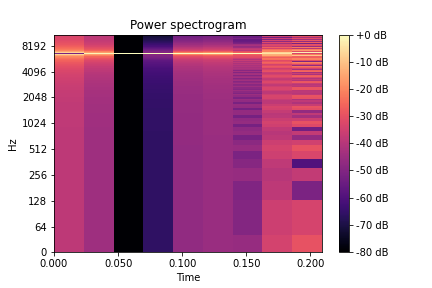 Power spectrogram
8192
4096
2048
1024
512
256
128
64
0
Hz
0.000 0.050 0.100 0.150 0.200
Time
+0 dB
-10 dB
-20 dB
-30 dB
-40 dB
-50 dB
-60 dB
-70 dB
-80 dB